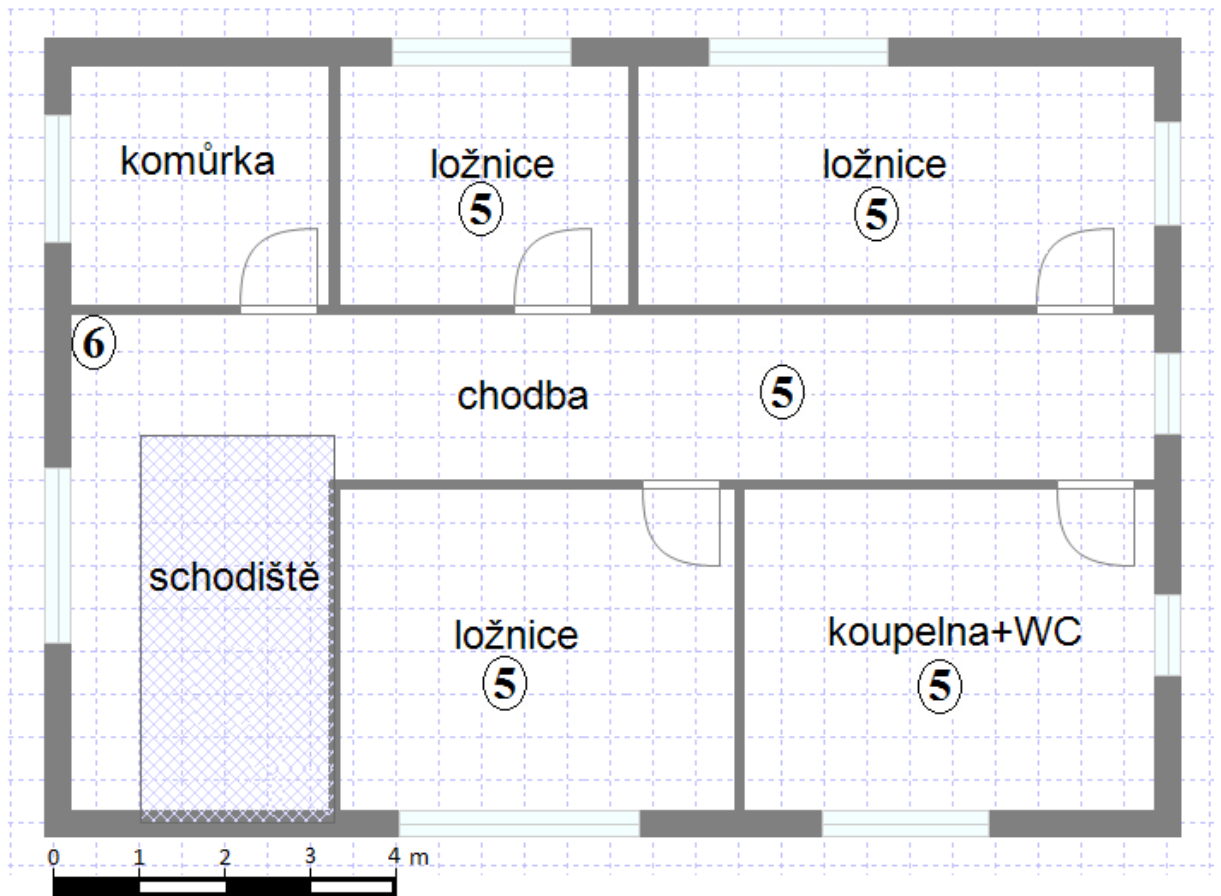 komůrka
ložnice
5
ložnice
5
6
chodba
5
schodiště
ložnice
5
koupelna+WC
5
0 1 2 3 4 m